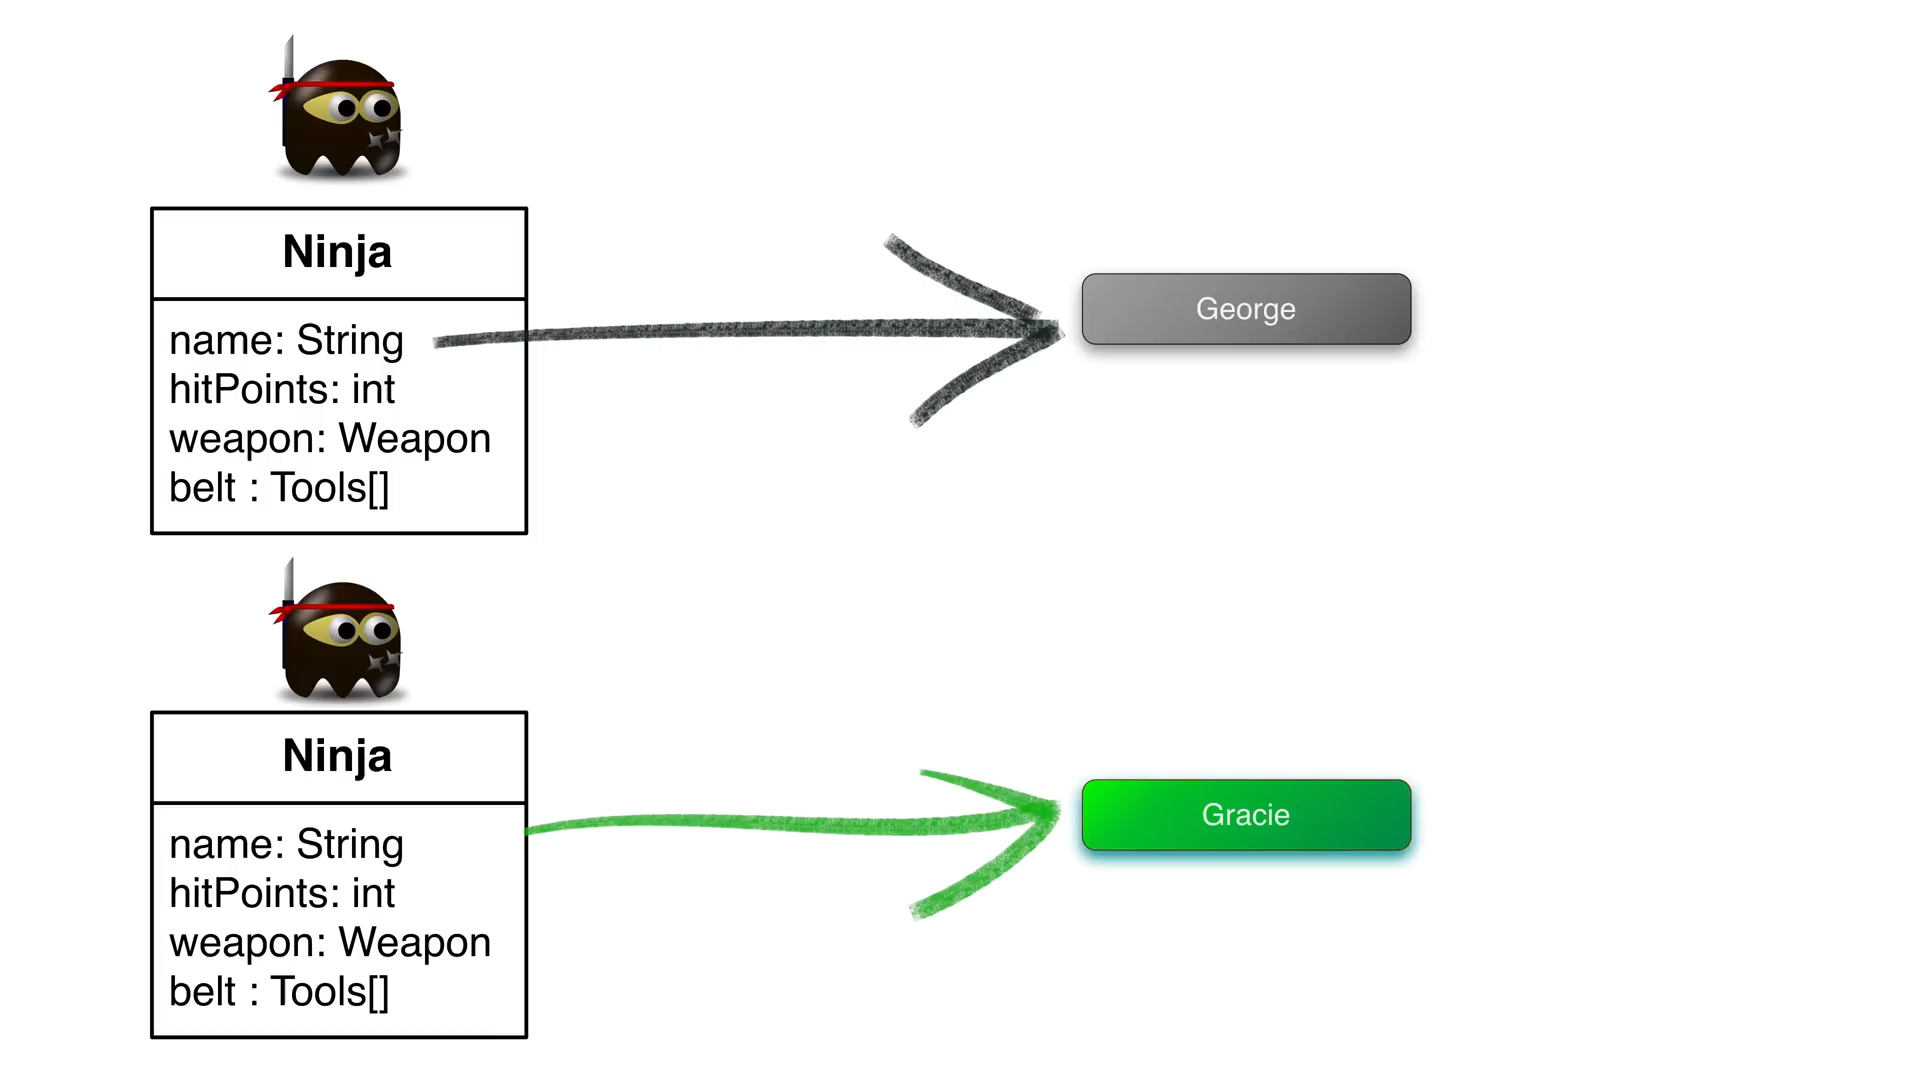 Ninja
name: String
hitPoints: int
weapon: Weapon
belt : Tools[]
George
Ninja
name: String
hitPoints: int
weapon: Weapon
belt : Tools[]
Gracie